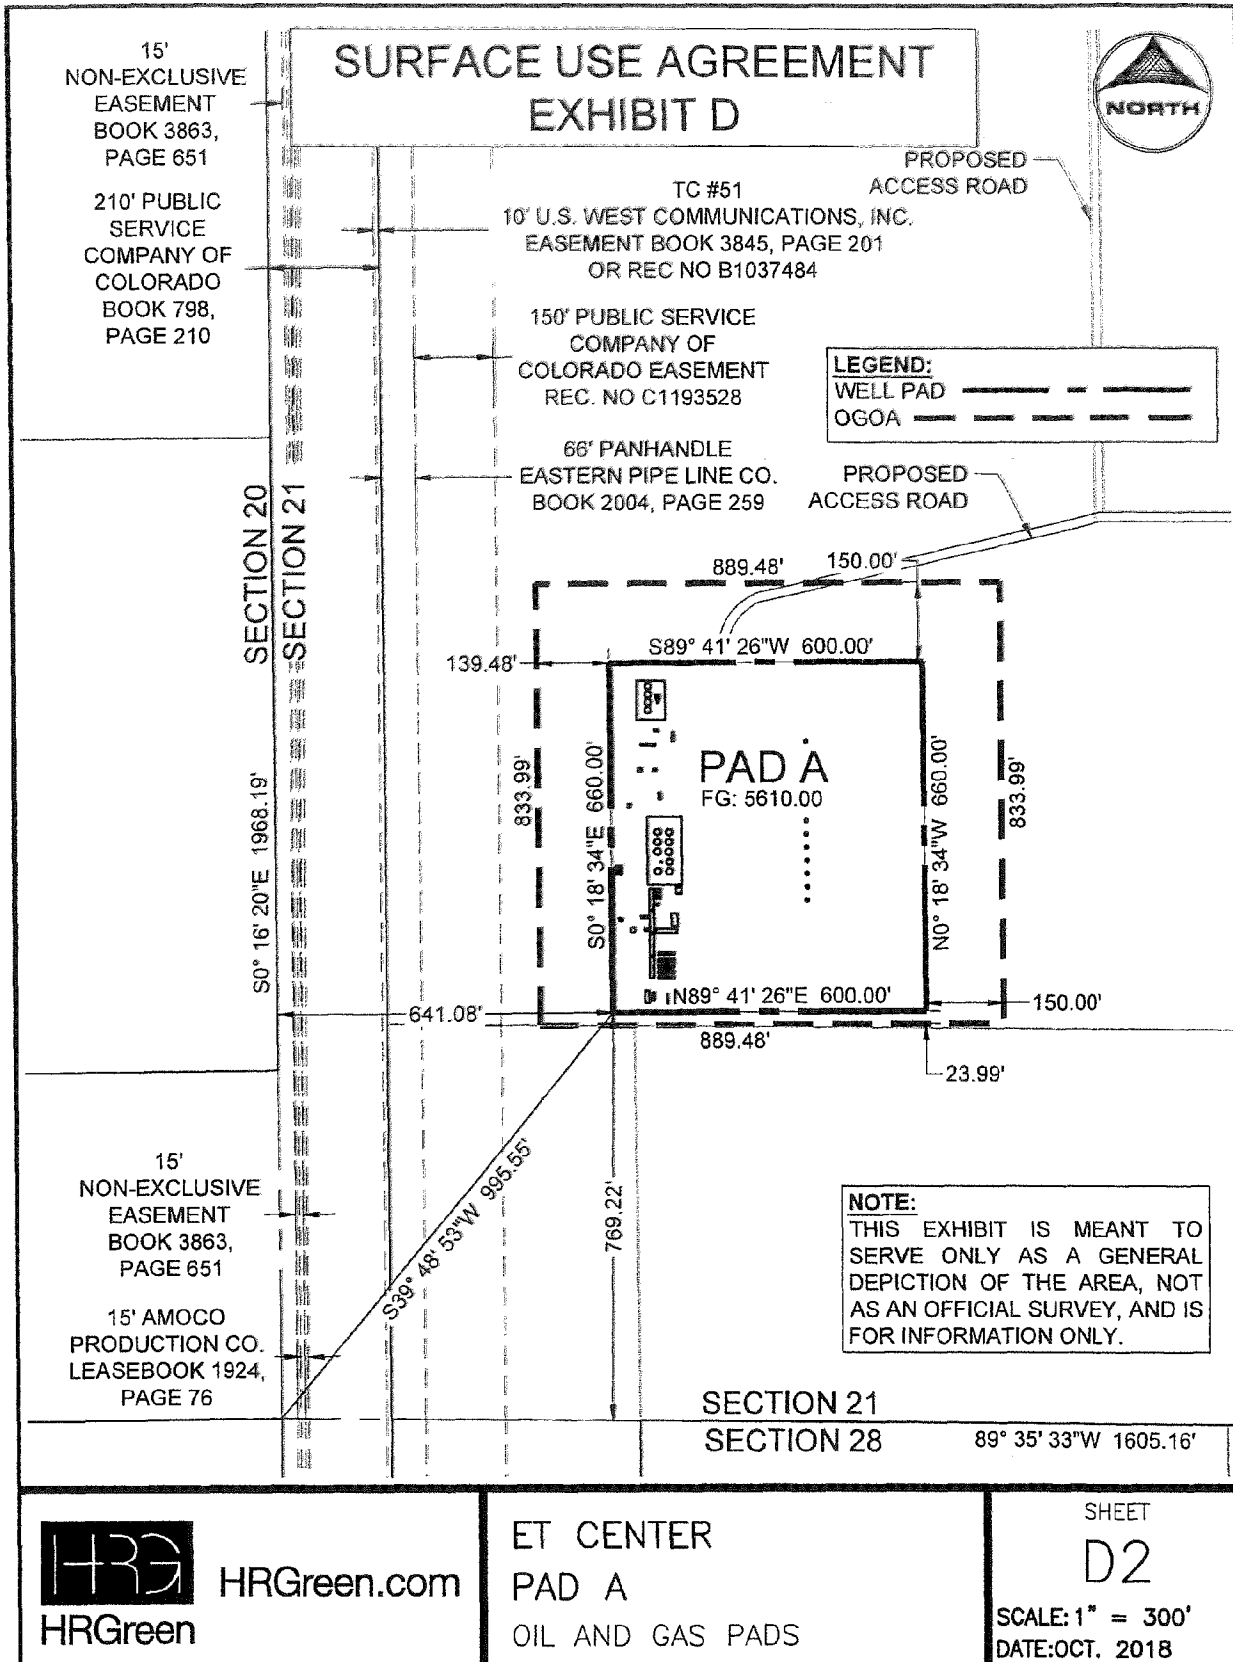 SURFACE USE AGREEMENT
EXHIBIT D
NORTH
15'
NON-EXCLUSIVE
EASEMENT
BOOK 3863,
PAGE 651
210' PUBLIC
SERVICE
COMPANY OF
COLORADO
BOOK 798,
PAGE 210
TC #51
10' U.S. WEST COMMUNICATIONS, INC.
EASEMENT BOOK 3845, PAGE 201
OR REC NO B1037484
PROPOSED
ACCESS ROAD
150' PUBLIC SERVICE
COMPANY OF
COLORADO EASEMENT
REC. NO C1193528
LEGEND:
WELL PAD
OGOA
66' PANHANDLE
EASTERN PIPE LINE CO.
BOOK 2004, PAGE 259
PROPOSED
ACCESS ROAD
SECTION 20
SECTION 21
889.48'
150.00'
S89° 41' 26"W 600.00'
139.48'
833.99'
S0° 18' 34"E 660.00'
PAD A
FG: 5610.00
N0° 18' 34"W 660.00'
833.99'
S0° 16' 20"E 1968.19'
N89° 41' 26"E 600.00'
641.08'
150.00'
889.48'
23.99'
S39° 48' 53"W 995.55'
769.22'
15'
NON-EXCLUSIVE
EASEMENT
BOOK 3863,
PAGE 651
15' AMOCO
PRODUCTION CO.
LEASEBOOK 1924,
PAGE 76
NOTE:
THIS EXHIBIT IS MEANT TO
SERVE ONLY AS A GENERAL
DEPICTION OF THE AREA, NOT
AS AN OFFICIAL SURVEY, AND IS
FOR INFORMATION ONLY.
SECTION 21
SECTION 28
89° 35' 33"W 1605.16'
HRG
HRGreen
HRGreen.com
ET CENTER
PAD A
OIL AND GAS PADS
SHEET
D2
SCALE: 1" = 300'
DATE:OCT. 2018